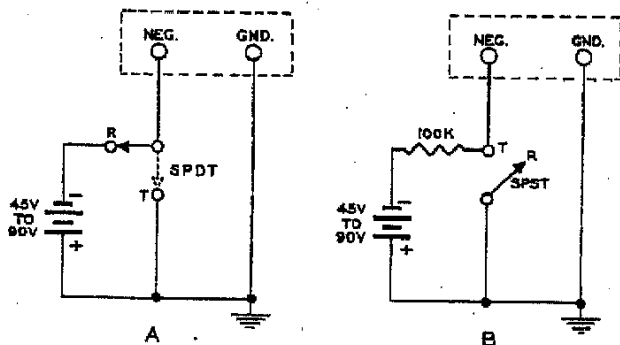 NEG. GND.
R
SPDT
T
45V
TO
90V
-
+
A
NEG. GND.
100K
T
R
SPST
45V
TO
90V
-
+
B